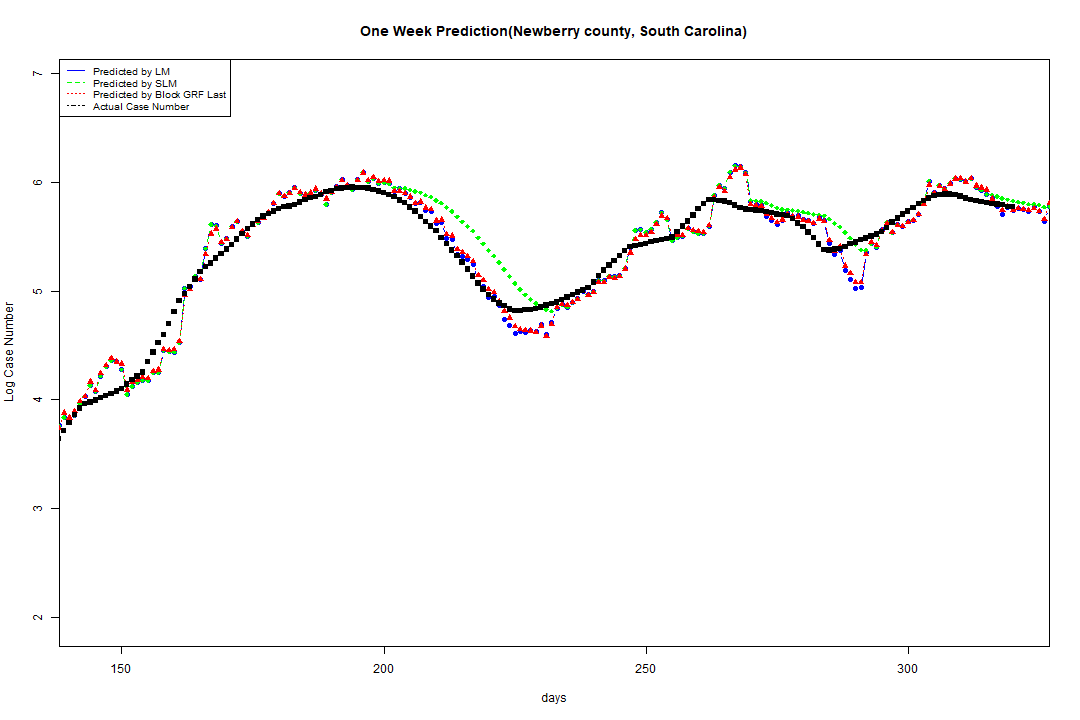 One Week Prediction(Newberry county, South Carolina)
Predicted by LM
Predicted by SLM
Predicted by Block GRF Last
Actual Case Number
7
6
5
4
3
2
Log Case Number
150 200 250 300
days